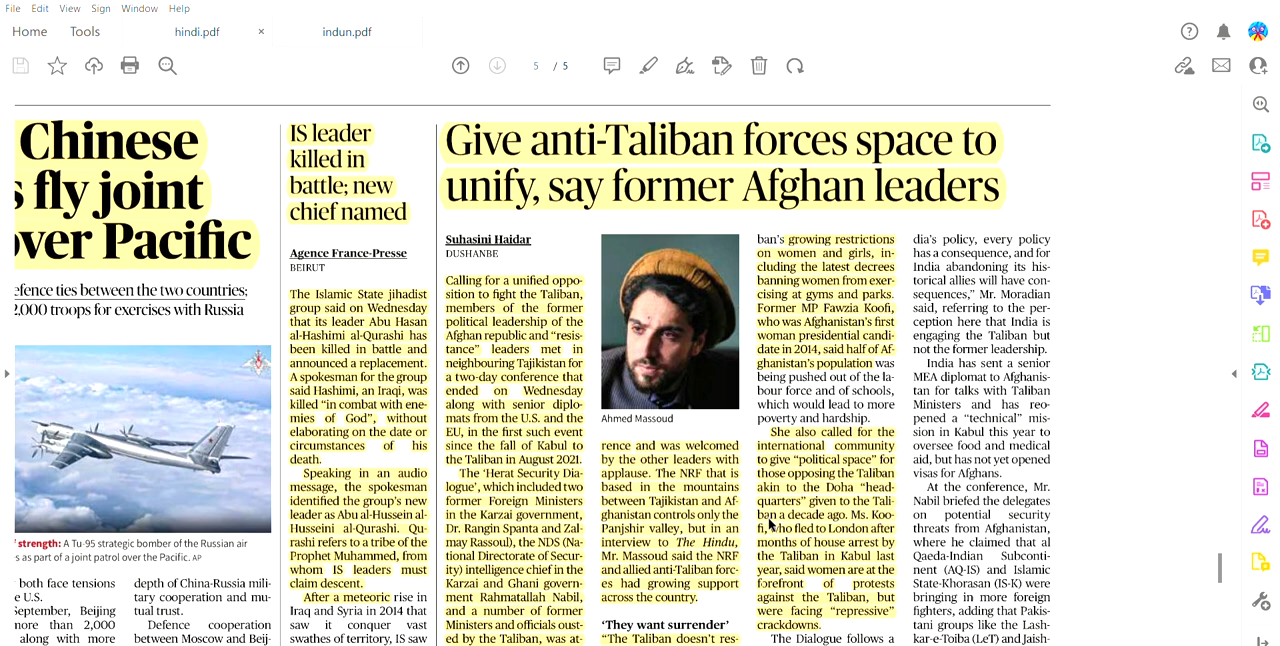 File Edit View Sign Window Help
Home Tools hindi.pdf × indun.pdf
5 / 5
Chinese
s fly joint
over Pacific
efence ties between the two countries;
2,000 troops for exercises with Russia
strength: A Tu-95 strategic bomber of the Russian air
s as part of a joint patrol over the Pacific. AP
both face tensions
e U.S.
September, Beijing
more than 2,000
along with more
depth of China-Russia mili-
tary cooperation and mu-
tual trust.
Defence cooperation
between Moscow and Beij-
IS leader
killed in
battle; new
chief named
Agence France-Presse
BEIRUT
The Islamic State jihadist
group said on Wednesday
that its leader Abu Hasan
al-Hashimi al-Qurashi has
been killed in battle and
announced a replacement.
A spokesman for the group
said Hashimi, an Iraqi, was
killed “in combat with ene-
mies of God”, without
elaborating on the date or
circumstances of his
death.
Speaking in an audio
message, the spokesman
identified the group's new
leader as Abu al-Hussein al-
Husseini al-Qurashi. Qu-
rashi refers to a tribe of the
Prophet Muhammed, from
whom IS leaders must
claim descent.
After a meteoric rise in
Iraq and Syria in 2014 that
saw it conquer vast
swathes of territory, IS saw
Give anti-Taliban forces space to
unify, say former Afghan leaders
Suhasini Haidar
DUSHANBE
Calling for a unified oppo-
sition to fight the Taliban,
members of the former
political leadership of the
Afghan republic and “resis-
tance” leaders met in
neighbouring Tajikistan for
a two-day conference that
ended on Wednesday
along with senior diplo-
mats from the U.S. and the
EU, in the first such event
since the fall of Kabul to
the Taliban in August 2021.
The ‘Herat Security Dia-
logue’, which included two
former Foreign Ministers
in the Karzai government,
Dr. Rangin Spanta and Zal-
may Rassoul), the NDS (Na-
tional Directorate of Secur-
ity) intelligence chief in the
Karzai and Ghani govern-
ment Rahmatallah Nabil,
and a number of former
Ministers and officials oust-
ed by the Taliban, was at-
Ahmed Massoud
rence and was welcomed
by the other leaders with
applause. The NRF that is
based in the mountains
between Tajikistan and Af-
ghanistan controls only the
Panjshir valley, but in an
interview to The Hindu,
Mr. Massoud said the NRF
and allied anti-Taliban forc-
es had growing support
across the country.
‘They want surrender’
“The Taliban doesn't res-
ban's growing restrictions
on women and girls, in-
cluding the latest decrees
banning women from exer-
cising at gyms and parks.
Former MP Fawzia Koofi,
who was Afghanistan's first
woman presidential candi-
date in 2014, said half of Af-
ghanistan's population was
being pushed out of the la-
bour force and of schools,
which would lead to more
poverty and hardship.
She also called for the
international community
to give “political space” for
those opposing the Taliban
akin to the Doha “head-
quarters” given to the Tali-
ban a decade ago. Ms. Koo-
fi, who fled to London after
months of house arrest by
the Taliban in Kabul last
year, said women are at the
forefront of protests
against the Taliban, but
were facing “repressive”
crackdowns.
The Dialogue follows a
dia's policy, every policy
has a consequence, and for
India abandoning its his-
torical allies will have con-
sequences,” Mr. Moradian
said, referring to the per-
ception here that India is
engaging the Taliban but
not the former leadership.
India has sent a senior
MEA diplomat to Afghanis-
tan for talks with Taliban
Ministers and has reo-
pened a “technical” mis-
sion in Kabul this year to
oversee food and medical
aid, but has not yet opened
visas for Afghans.
At the conference, Mr.
Nabil briefed the delegates
on potential security
threats from Afghanistan,
where he claimed that al
Qaeda-Indian Subconti-
nent (AQ-IS) and Islamic
State-Khorasan (IS-K) were
bringing in more foreign
fighters, adding that Pakis-
tani groups like the Lash-
kar-e-Toiba (LeT) and Jaish-